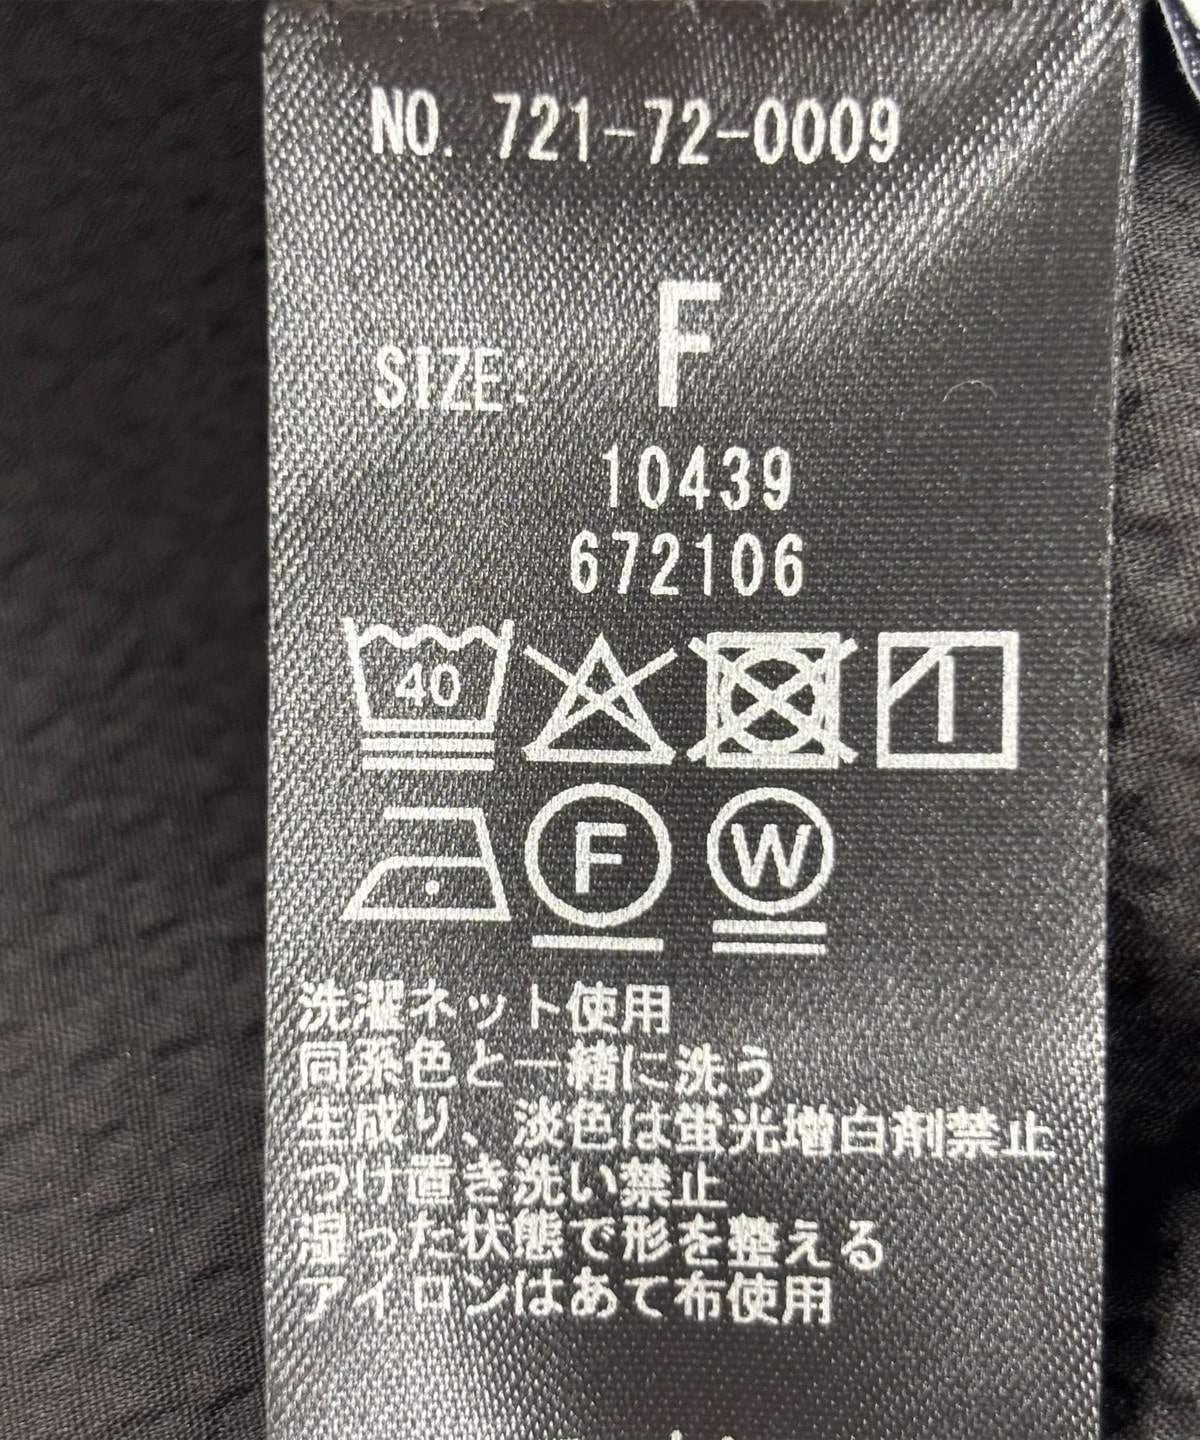 NO. 721-72-0009
SIZE: F
10439
672106
40
F W
洗濯ネット使用
同系色と一緒に洗う
生成り、淡色は蛍光増白剤禁止
つけ置き洗い禁止
湿った状態で形を整える
アイロンはあて布使用